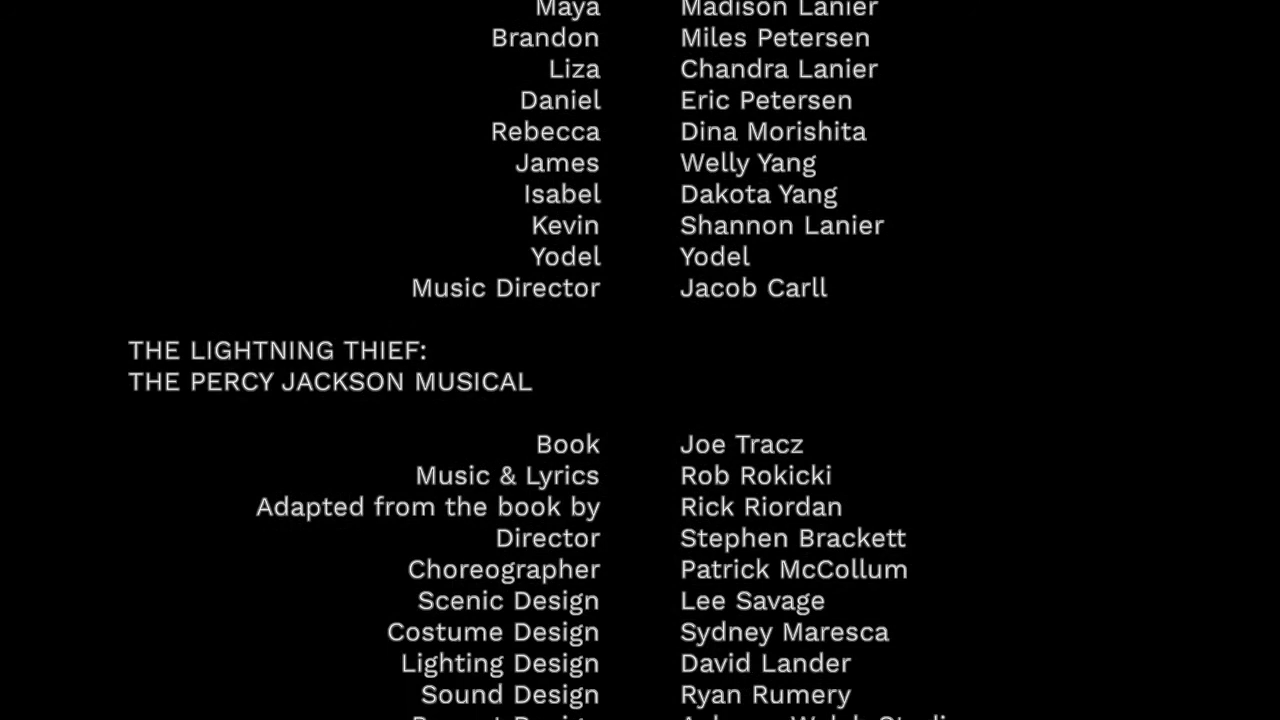 Maya Madison Lanier
Brandon Miles Petersen
Liza Chandra Lanier
Daniel Eric Petersen
Rebecca Dina Morishita
James Welly Yang
Isabel Dakota Yang
Kevin Shannon Lanier
Yodel Yodel
Music Director Jacob Carll
THE LIGHTNING THIEF:
THE PERCY JACKSON MUSICAL
Book Joe Tracz
Music & Lyrics Rob Rokicki
Adapted from the book by Rick Riordan
Director Stephen Brackett
Choreographer Patrick McCollum
Scenic Design Lee Savage
Costume Design Sydney Maresca
Lighting Design David Lander
Sound Design Ryan Rumery